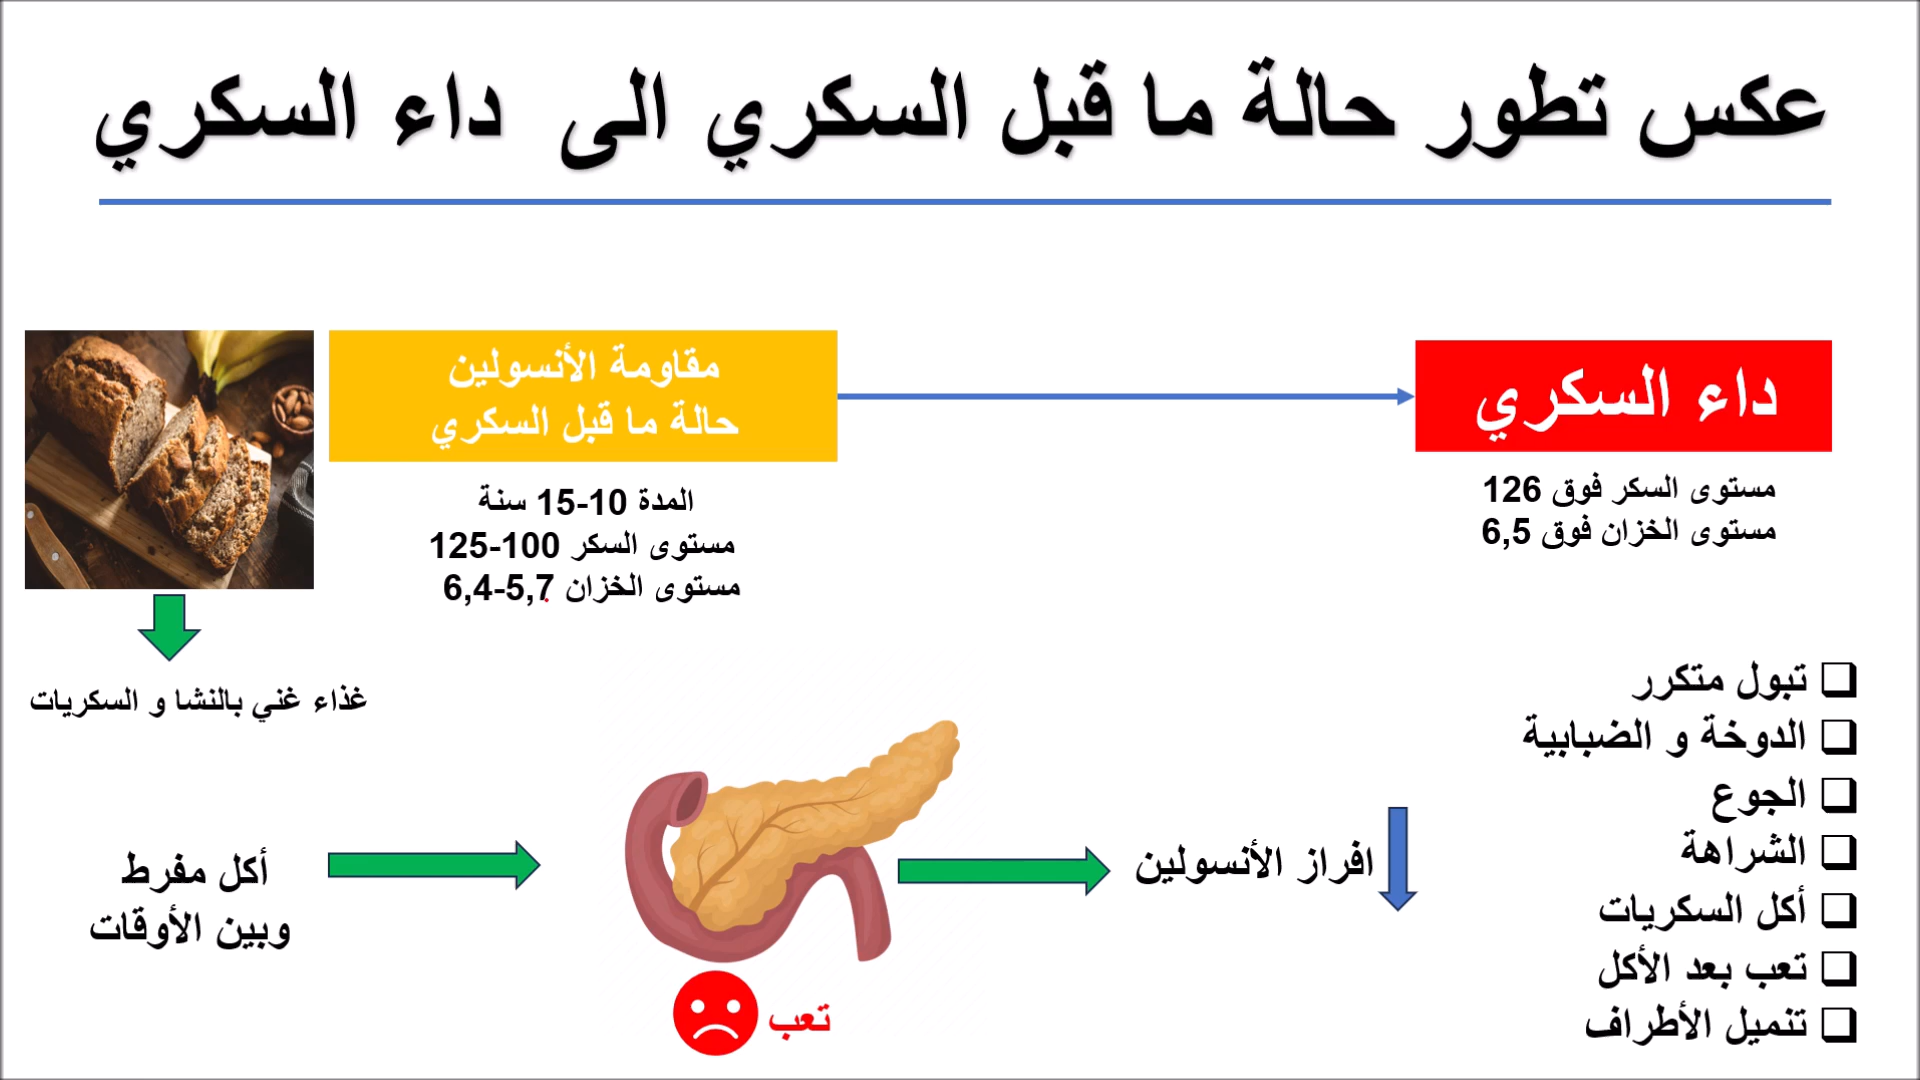 عكس تطور حالة ما قبل السكري الى داء السكري
داء السكري
مستوى السكر فوق 126
مستوى الخزان فوق 6,5
مقاومة الأنسولين
حالة ما قبل السكري
المدة 10-15 سنة
مستوى السكر 100-125
مستوى الخزان 5,7-6,4
غذاء غني بالنشا و السكريات
أكل مفرط
وبين الأوقات
تعب
افراز الأنسولين
تبول متكرر
الدوخة و الضبابية
الجوع
الشراهة
أكل السكريات
تعب بعد الأكل
تنميل الأطراف